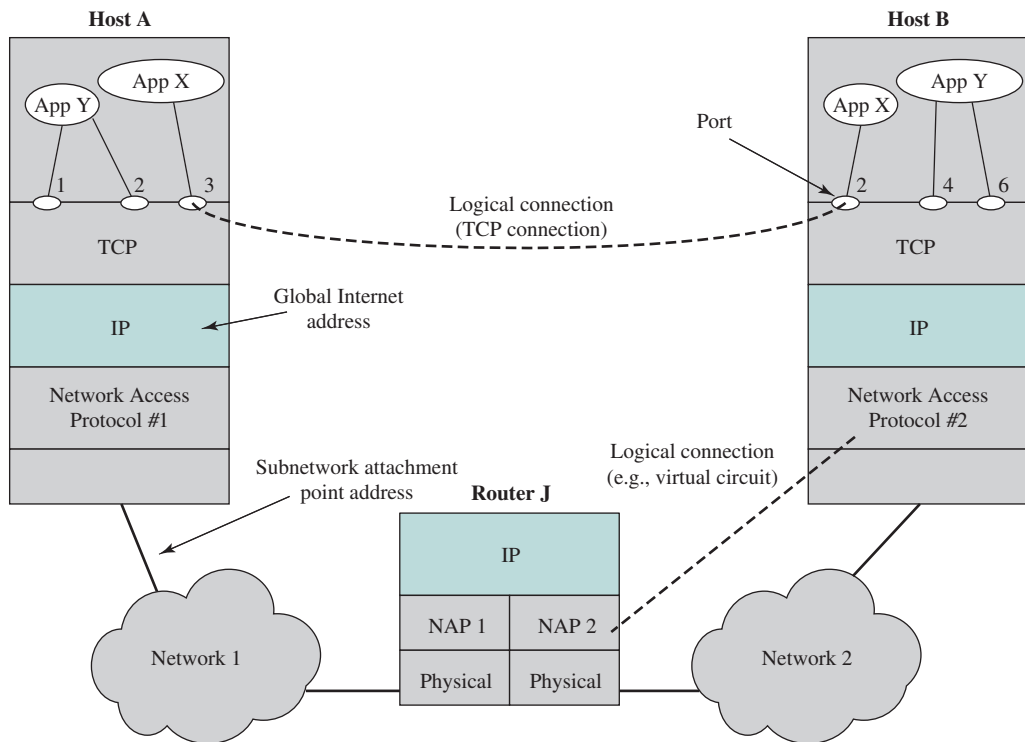 Host A
Host B
App X
App Y
App Y
App X
Port
1
2
3
2
4
6
Logical connection
(TCP connection)
TCP
TCP
Global Internet
address
IP
IP
Network Access
Protocol #1
Network Access
Protocol #2
Logical connection
(e.g., virtual circuit)
Subnetwork attachment
point address
Router J
IP
NAP 1
NAP 2
Network 1
Network 2
Physical
Physical